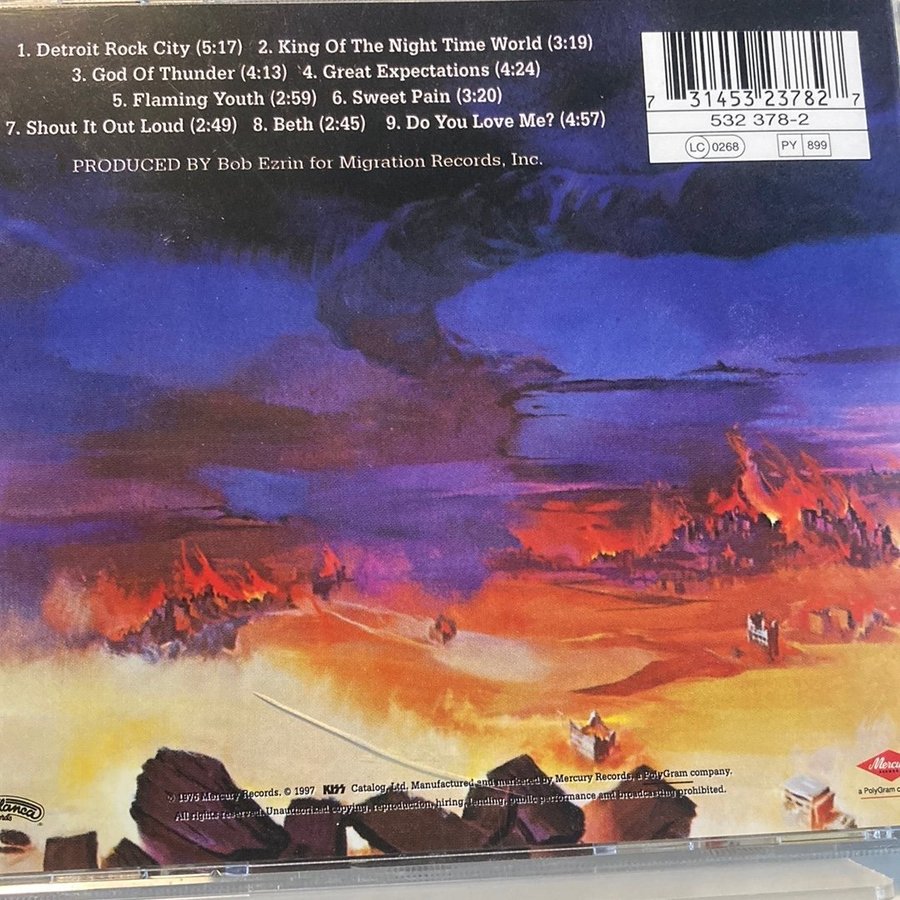 1. Detroit Rock City (5:17) 2. King Of The Night Time World (3:19)
3. God Of Thunder (4:13) 4. Great Expectations (4:24)
5. Flaming Youth (2:59) 6. Sweet Pain (3:20)
7. Shout It Out Loud (2:49) 8. Beth (2:45) 9. Do You Love Me? (4:57)
PRODUCED BY Bob Ezrin for Migration Records, Inc.
7 31453 23782 7
532 378-2
LC 0268 PY 899
℗ 1976 Mercury Records. © 1997 KISS Catalog, Ltd. Manufactured and marketed by Mercury Records, a PolyGram company.
All rights reserved. Unauthorized copying, reproduction, hiring, lending, public performance and broadcasting prohibited.
a PolyGram